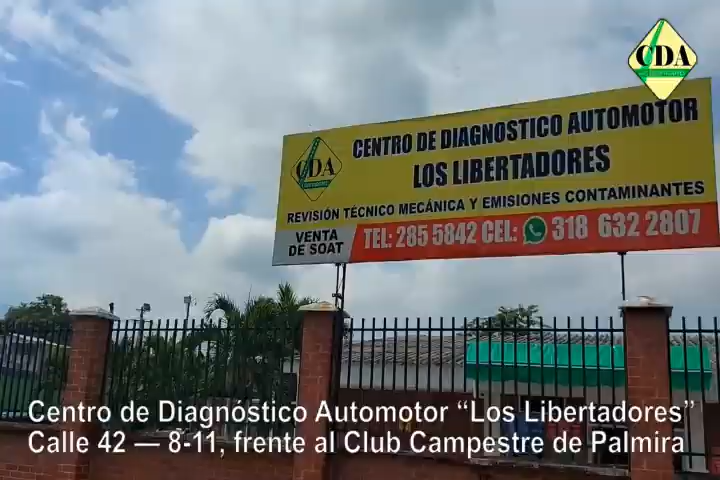 CDA
CENTRO DE DIAGNOSTICO AUTOMOTOR
CDA
LOS LIBERTADORES
REVISIÓN TÉCNICO MECÁNICA Y EMISIONES CONTAMINANTES
VENTA
DE SOAT
TEL: 285 5842 CEL: 318 632 2807
Centro de Diagnóstico Automotor “Los Libertadores”
Calle 42 — 8-11, frente al Club Campestre de Palmira